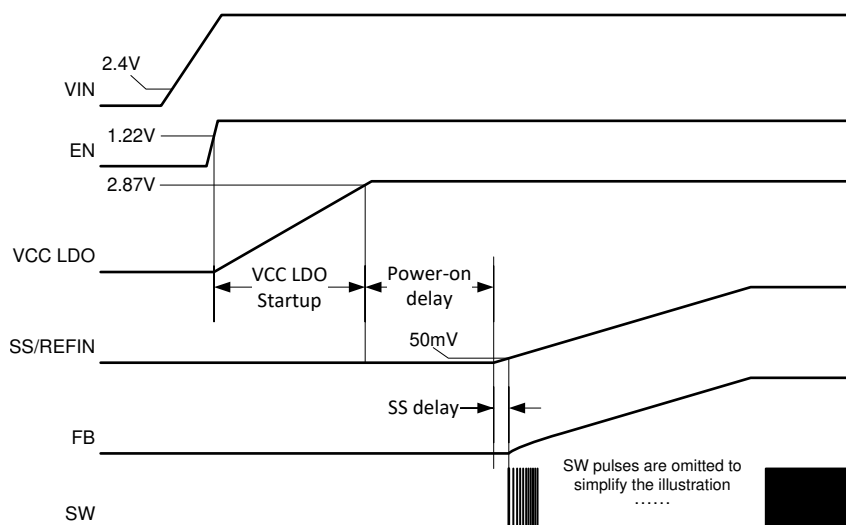 2.4V
VIN
1.22V
EN
2.87V
VCC LDO
VCC LDO
Startup
Power-on
delay
50mV
SS/REFIN
SS delay
FB
SW pulses are omitted to
simplify the illustration
......
SW